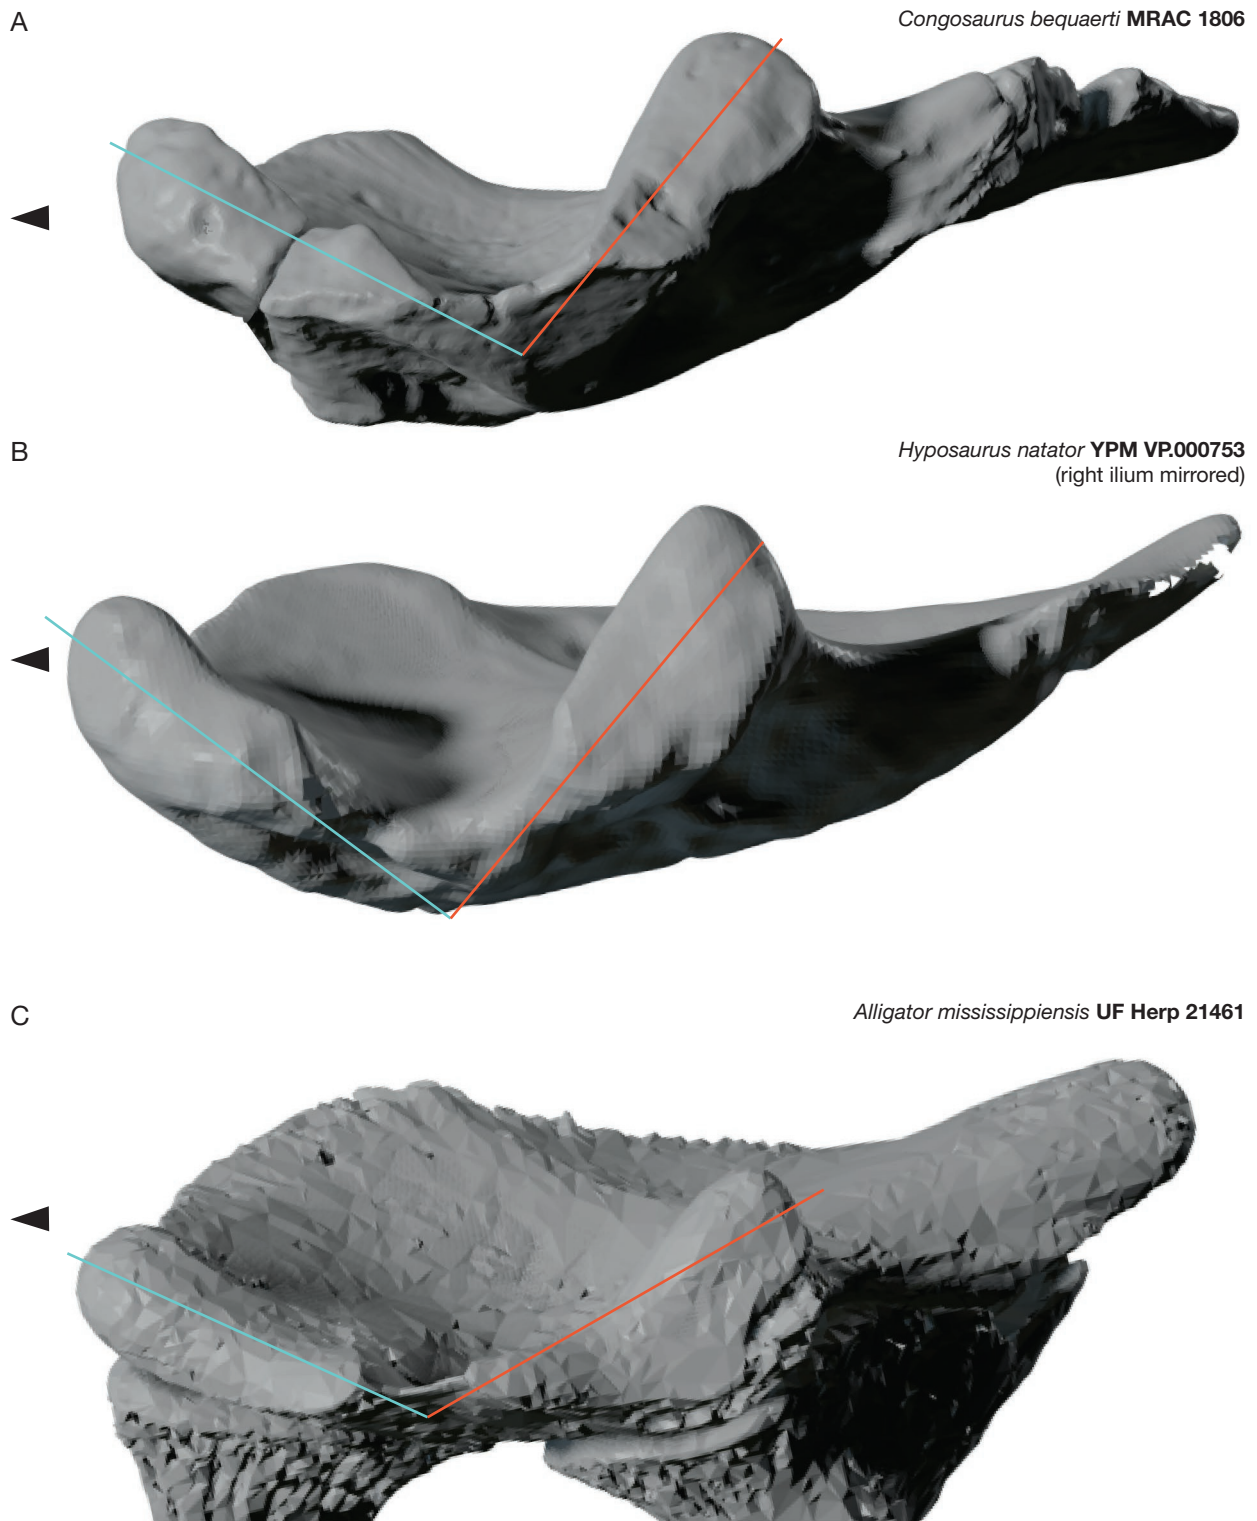 A
Congosaurus bequaerti MRAC 1806
B
Hyposaurus natator YPM VP.000753
(right ilium mirrored)
C
Alligator mississippiensis UF Herp 21461